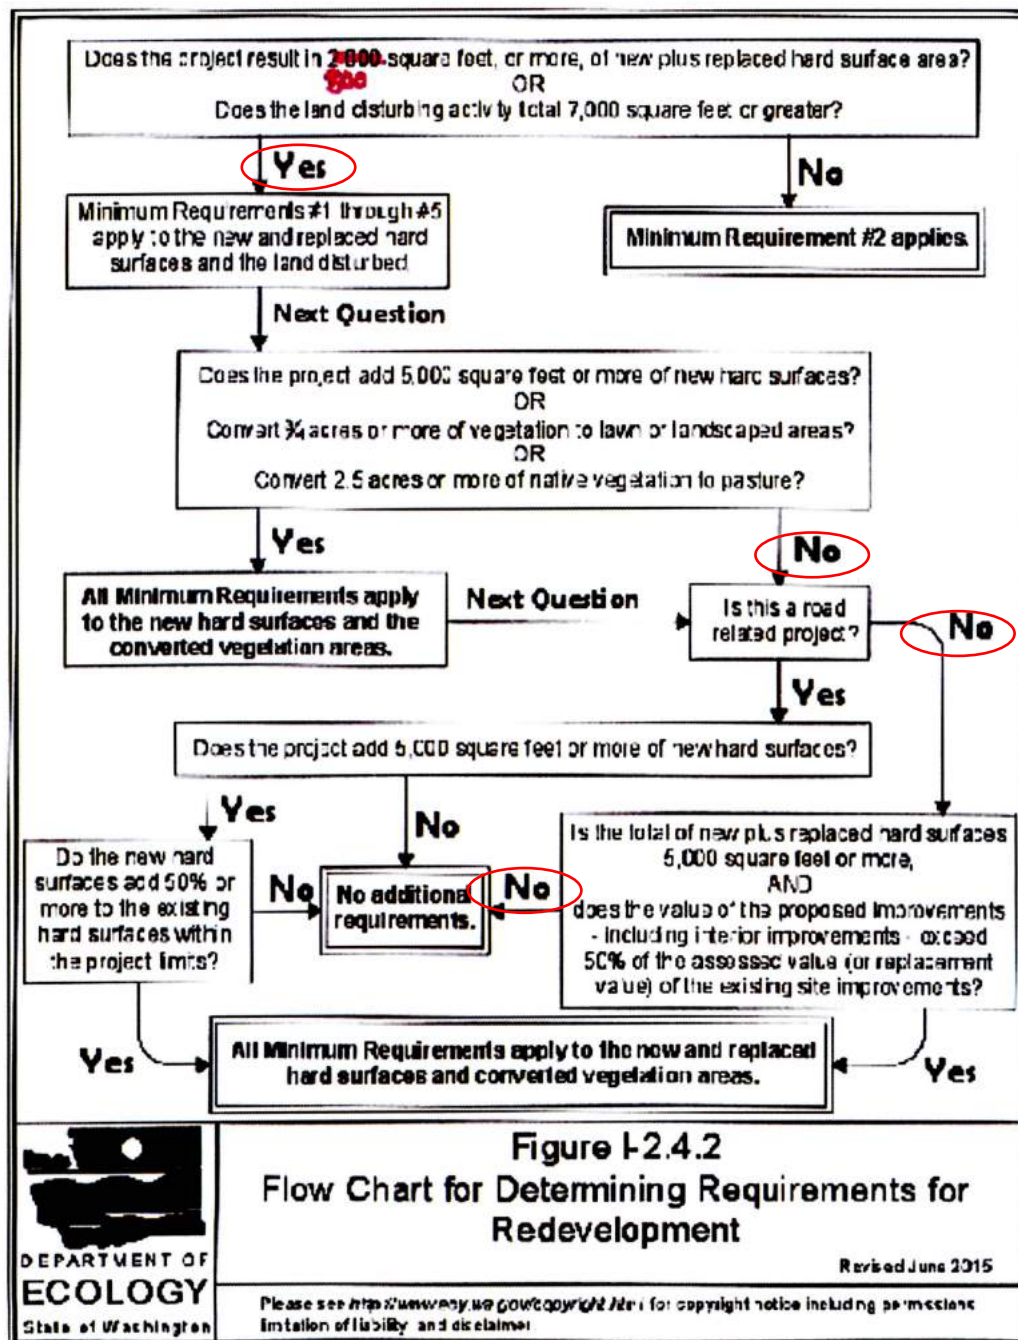 Does the project result in 2 000 square feet, or more, of new plus replaced hard surface area?
OR
Does the land disturbing activity total 7,000 square feet or greater?
Yes
No
Minimum Requirements #1 through #5
apply to the new and replaced hard
surfaces and the land disturbed
Minimum Requirement #2 applies.
Next Question
Does the project add 5,000 square feet or more of new hard surfaces?
OR
Convert ¾ acres or more of vegetation to lawn or landscaped areas?
OR
Convert 2.5 acres or more of native vegetation to pasture?
Yes
No
All Minimum Requirements apply
to the new hard surfaces and the
converted vegetation areas.
Next Question
Is this a road
related project?
No
Yes
Does the project add 5,000 square feet or more of new hard surfaces?
Yes
No
Do the new hard
surfaces add 50% or
more to the existing
hard surfaces within
the project limits?
No
No additional
requirements.
No
Is the total of new plus replaced hard surfaces
5,000 square feet or more,
AND
does the value of the proposed improvements
- including interior improvements - exceed
50% of the assessed value (or replacement
value) of the existing site improvements?
Yes
All Minimum Requirements apply to the new and replaced
hard surfaces and converted vegetation areas.
Yes
Figure I-2.4.2
Flow Chart for Determining Requirements for
Redevelopment
Revised June 2015
DEPARTMENT OF
ECOLOGY
State of Washington
Please see for copyright notice including permissions
limitation of liability and disclaimer